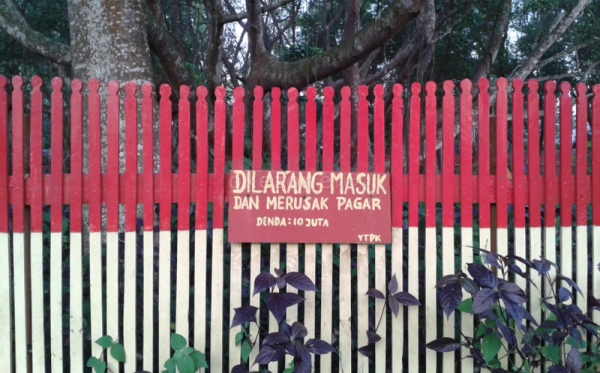 DILARANG MASUK
DAN MERUSAK PAGAR
DENDA : 10 JUTA
YTPK